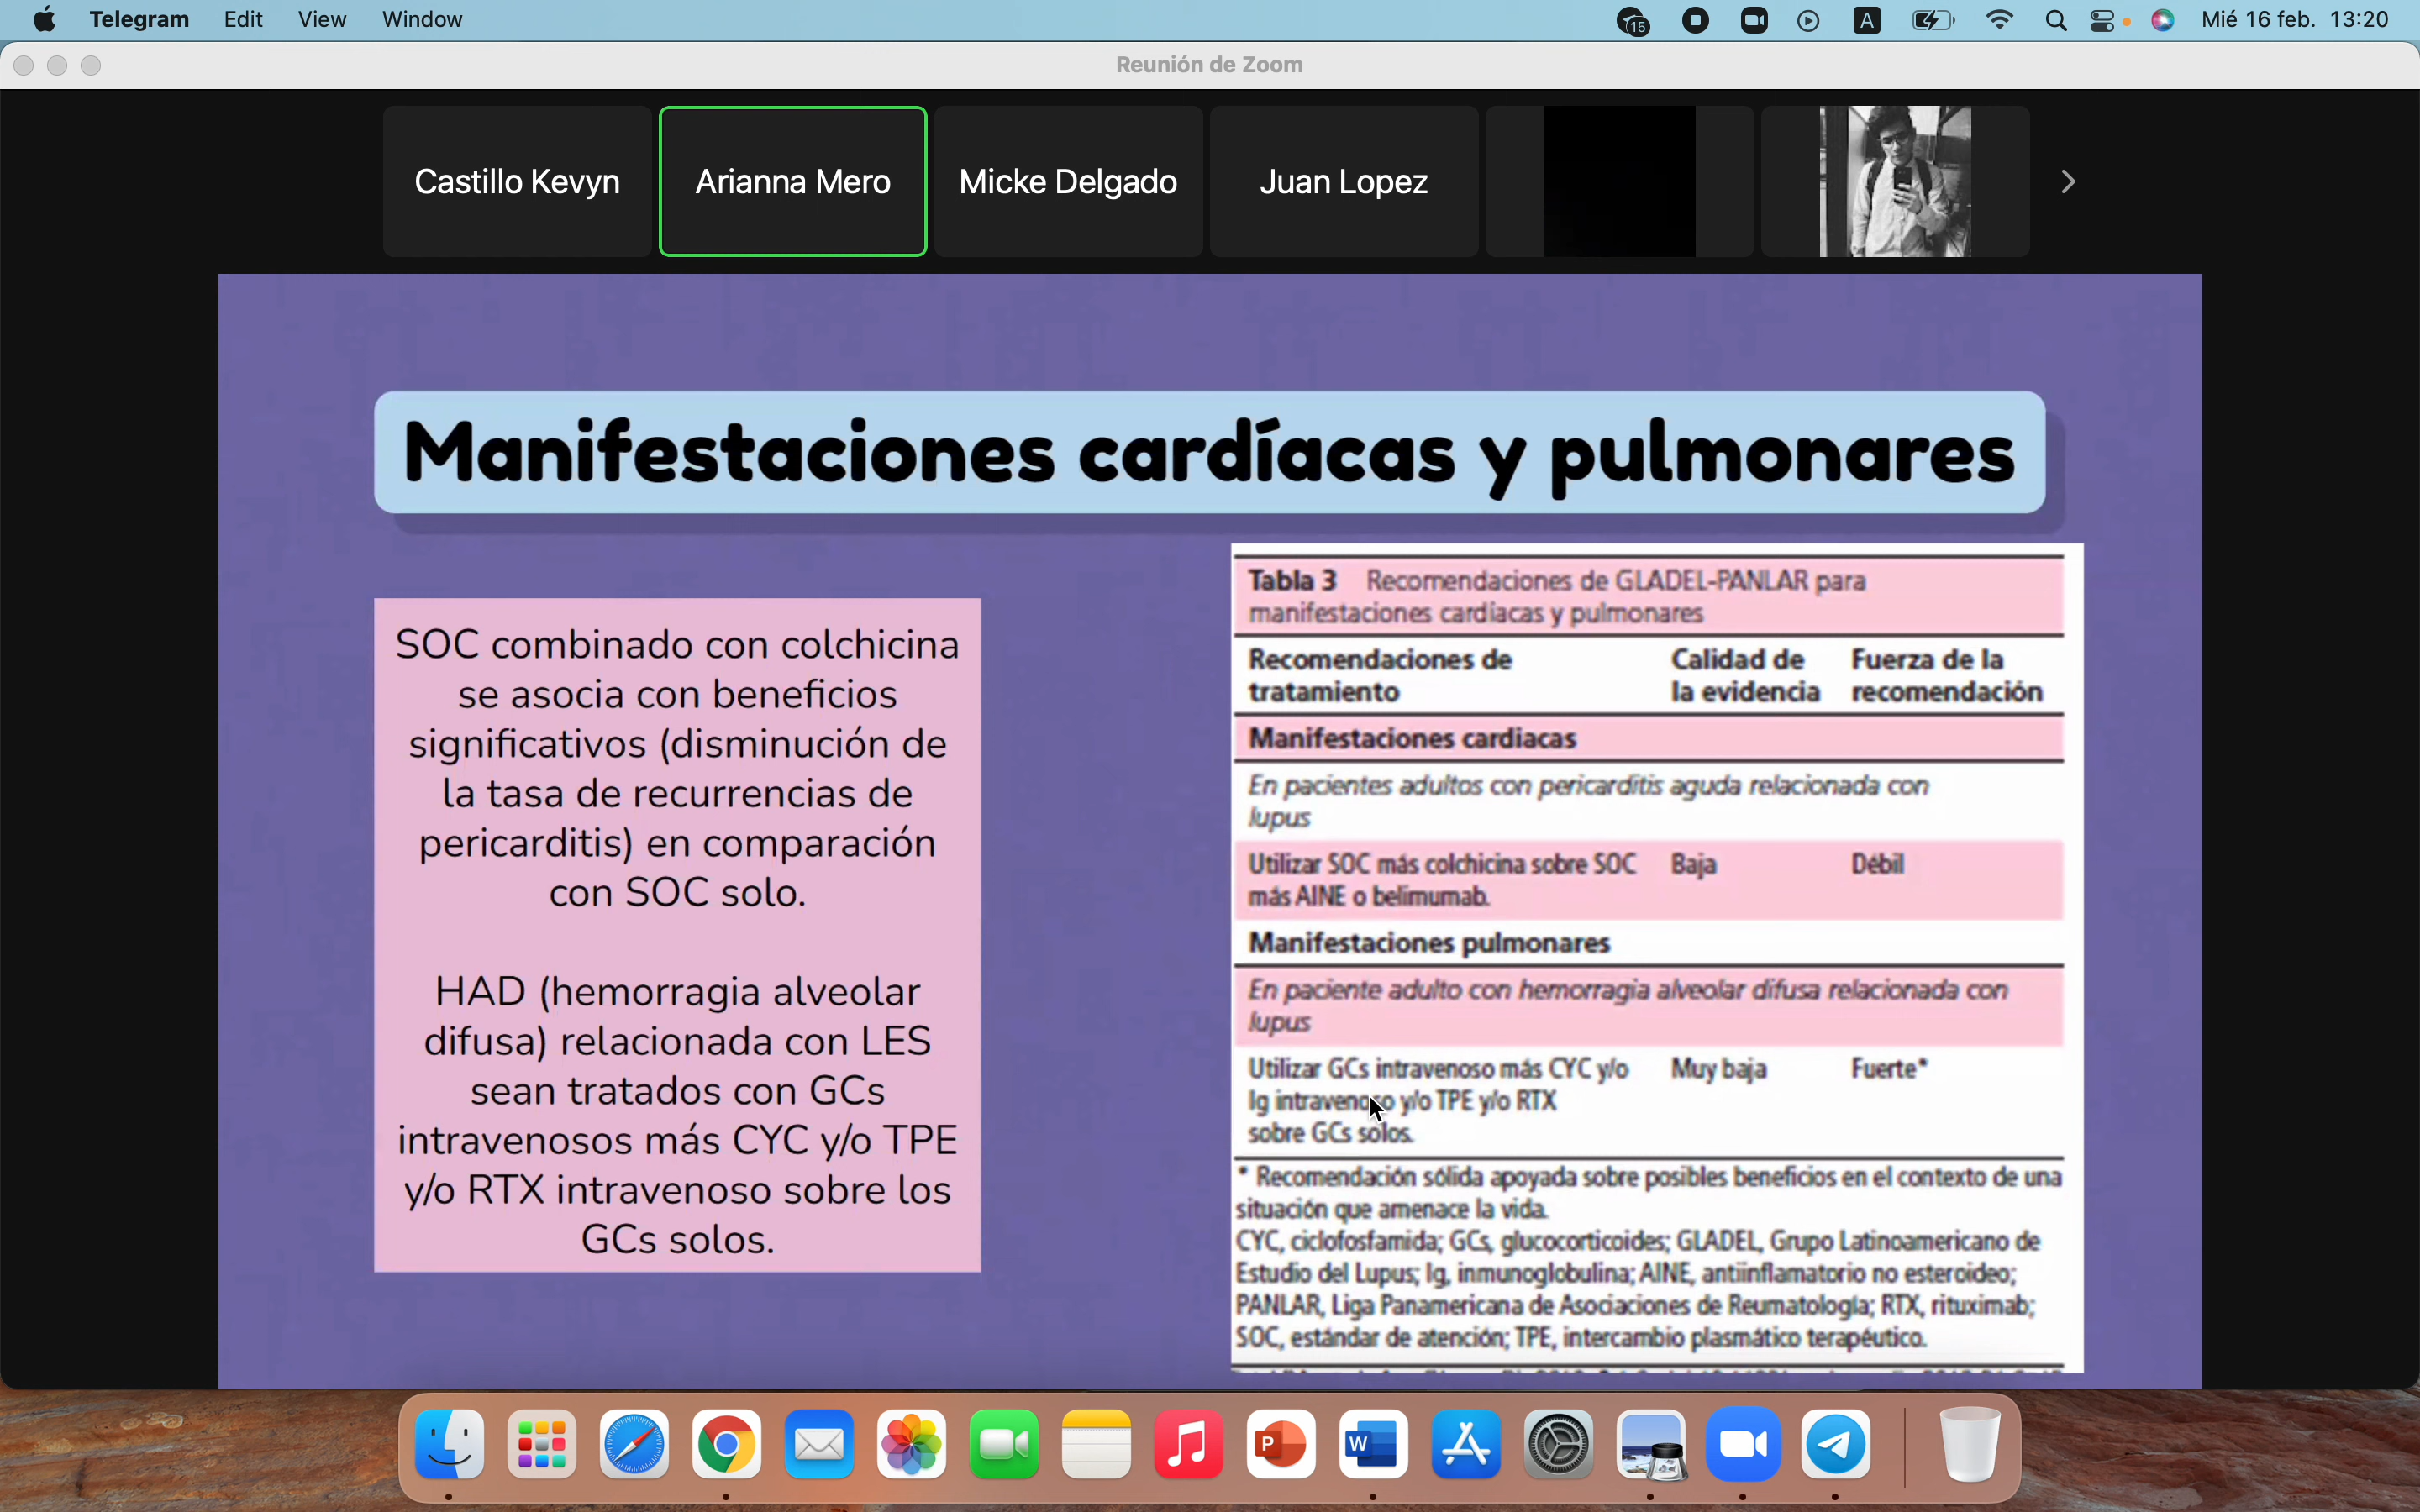 Telegram Edit View Window
15
A
Mié 16 feb. 13:20
Reunión de Zoom
Castillo Kevyn
Arianna Mero
Micke Delgado
Juan Lopez
Manifestaciones cardíacas y pulmonares
SOC combinado con colchicina
se asocia con beneficios
significativos (disminución de
la tasa de recurrencias de
pericarditis) en comparación
con SOC solo.
HAD (hemorragia alveolar
difusa) relacionada con LES
sean tratados con GCs
intravenosos más CYC y/o TPE
y/o RTX intravenoso sobre los
GCs solos.
Tabla 3 Recomendaciones de GLADEL-PANLAR para
manifestaciones cardíacas y pulmonares
Recomendaciones de Calidad de Fuerza de la
tratamiento la evidencia recomendación
Manifestaciones cardiacas
En pacientes adultos con pericarditis aguda relacionada con
lupus
Utilizar SOC más colchicina sobre SOC Baja Débil
más AINE o belimumab.
Manifestaciones pulmonares
En paciente adulto con hemorragia alveolar difusa relacionada con
lupus
Utilizar GCs intravenoso más CYC y/o Muy baja Fuerte*
Ig intravenoso y/o TPE y/o RTX
sobre GCs solos.
* Recomendación sólida apoyada sobre posibles beneficios en el contexto de una
situación que amenace la vida.
CYC, ciclofosfamida; GCs, glucocorticoides; GLADEL, Grupo Latinoamericano de
Estudio del Lupus; Ig, inmunoglobulina; AINE, antiinflamatorio no esteroideo;
PANLAR, Liga Panamericana de Asociaciones de Reumatología; RTX, rituximab;
SOC, estándar de atención; TPE, intercambio plasmático terapéutico.
P
W